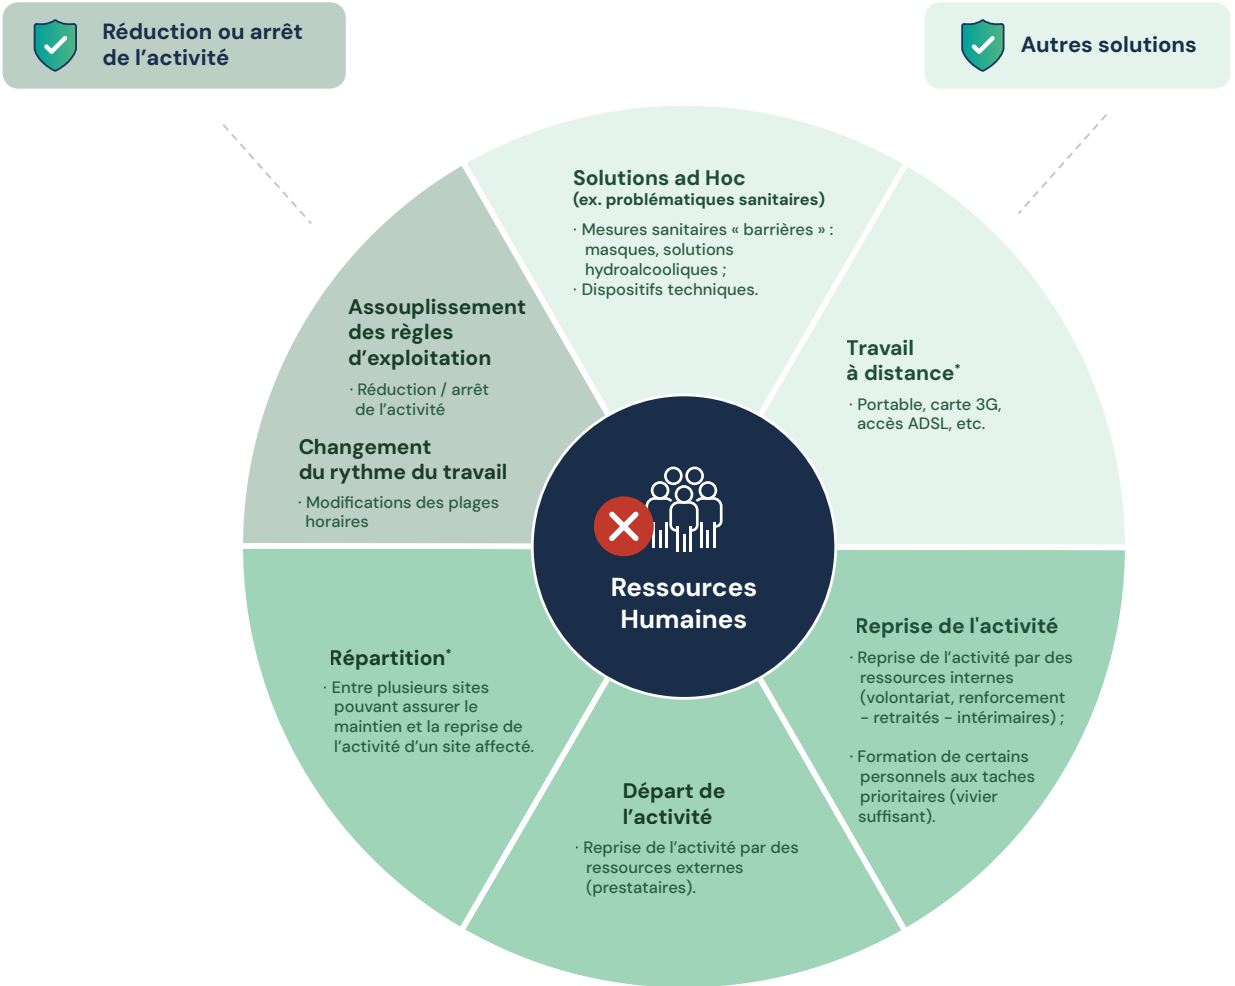 Réduction ou arrêt
de l’activité
Autres solutions
Solutions ad Hoc
(ex. problématiques sanitaires)
· Mesures sanitaires « barrières » :
masques, solutions
hydroalcooliques ;
· Dispositifs techniques.
Assouplissement
des règles
d’exploitation
· Réduction / arrêt
de l’activité
Changement
du rythme du travail
· Modifications des plages
horaires
Travail
à distance*
· Portable, carte 3G,
accès ADSL, etc.
Ressources
Humaines
Répartition*
· Entre plusieurs sites
pouvant assurer le
maintien et la reprise de
l’activité d’un site affecté.
Départ de
l’activité
· Reprise de l’activité par des
ressources externes
(prestataires).
Reprise de l'activité
· Reprise de l’activité par des
ressources internes
(volontariat, renforcement
- retraités - intérimaires) ;
· Formation de certains
personnels aux taches
prioritaires (vivier
suffisant).